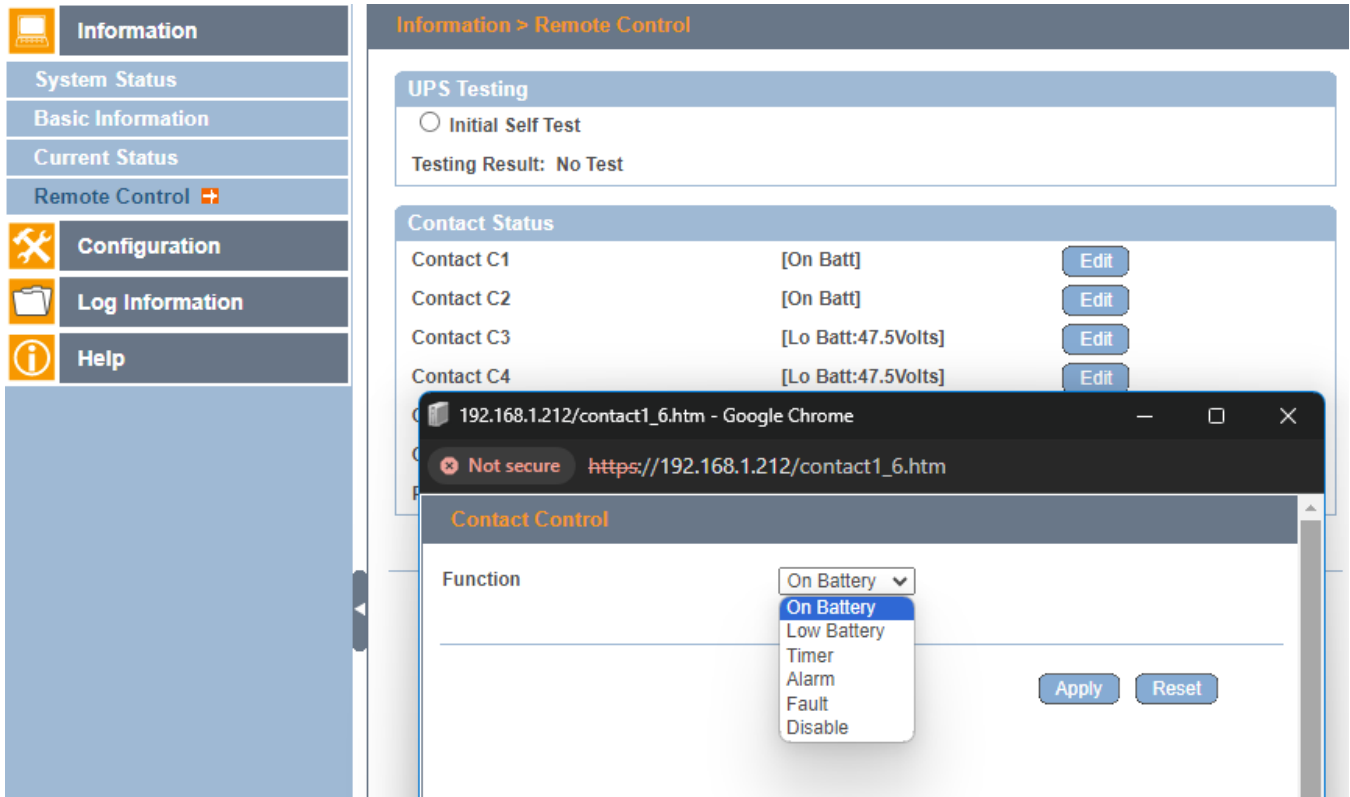 Information
System Status
Basic Information
Current Status
Remote Control
Configuration
Log Information
Help
Information > Remote Control
UPS Testing
Initial Self Test
Testing Result: No Test
Contact Status
Contact C1 [On Batt] Edit
Contact C2 [On Batt] Edit
Contact C3 [Lo Batt:47.5Volts] Edit
Contact C4 [Lo Batt:47.5Volts] Edit
192.168.1.212/contact1_6.htm - Google Chrome
Not secure https://192.168.1.212/contact1_6.htm
Contact Control
Function On Battery
On Battery
Low Battery
Timer
Alarm
Fault
Disable
Apply Reset